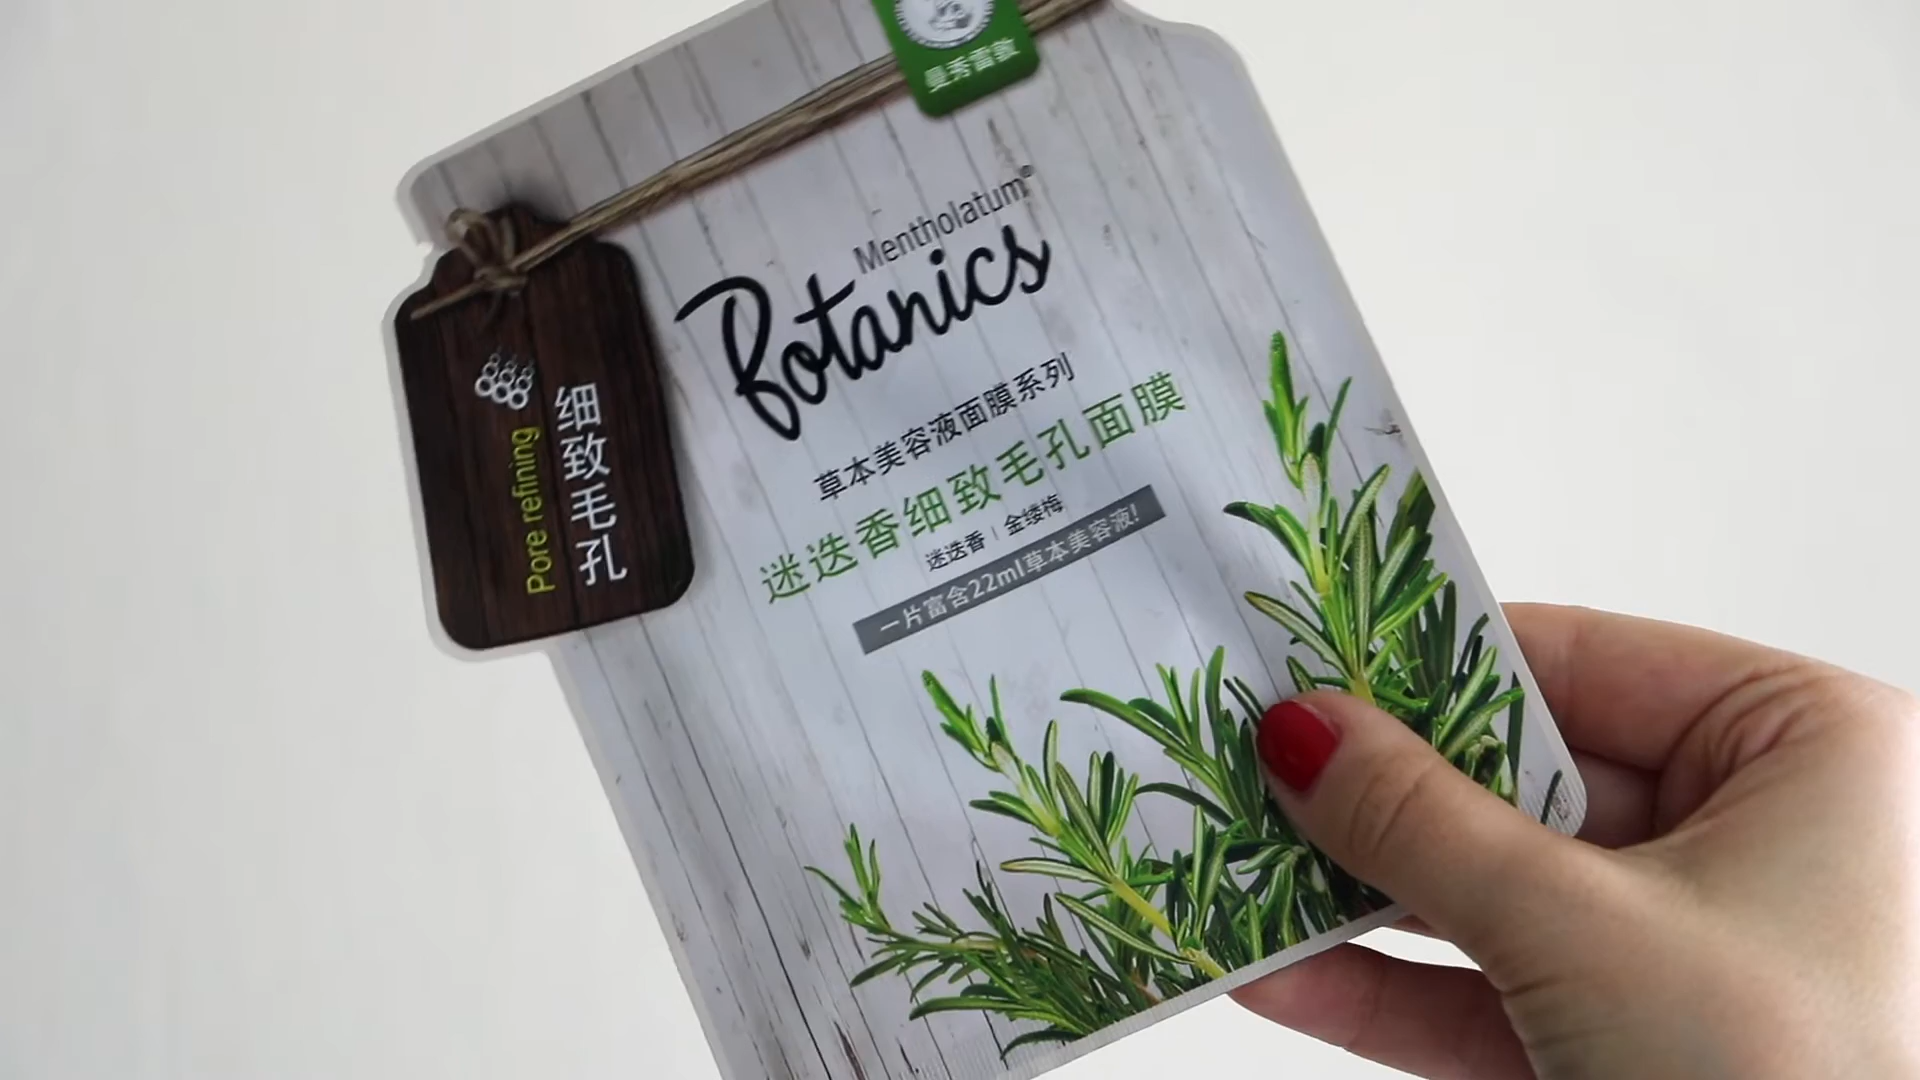 曼秀雷敦
Mentholatum®
Botanics
草本美容液面膜系列
迷迭香细致毛孔面膜
迷迭香 | 金缕梅
一片富含22ml草本美容液!
细致毛孔
Pore refining